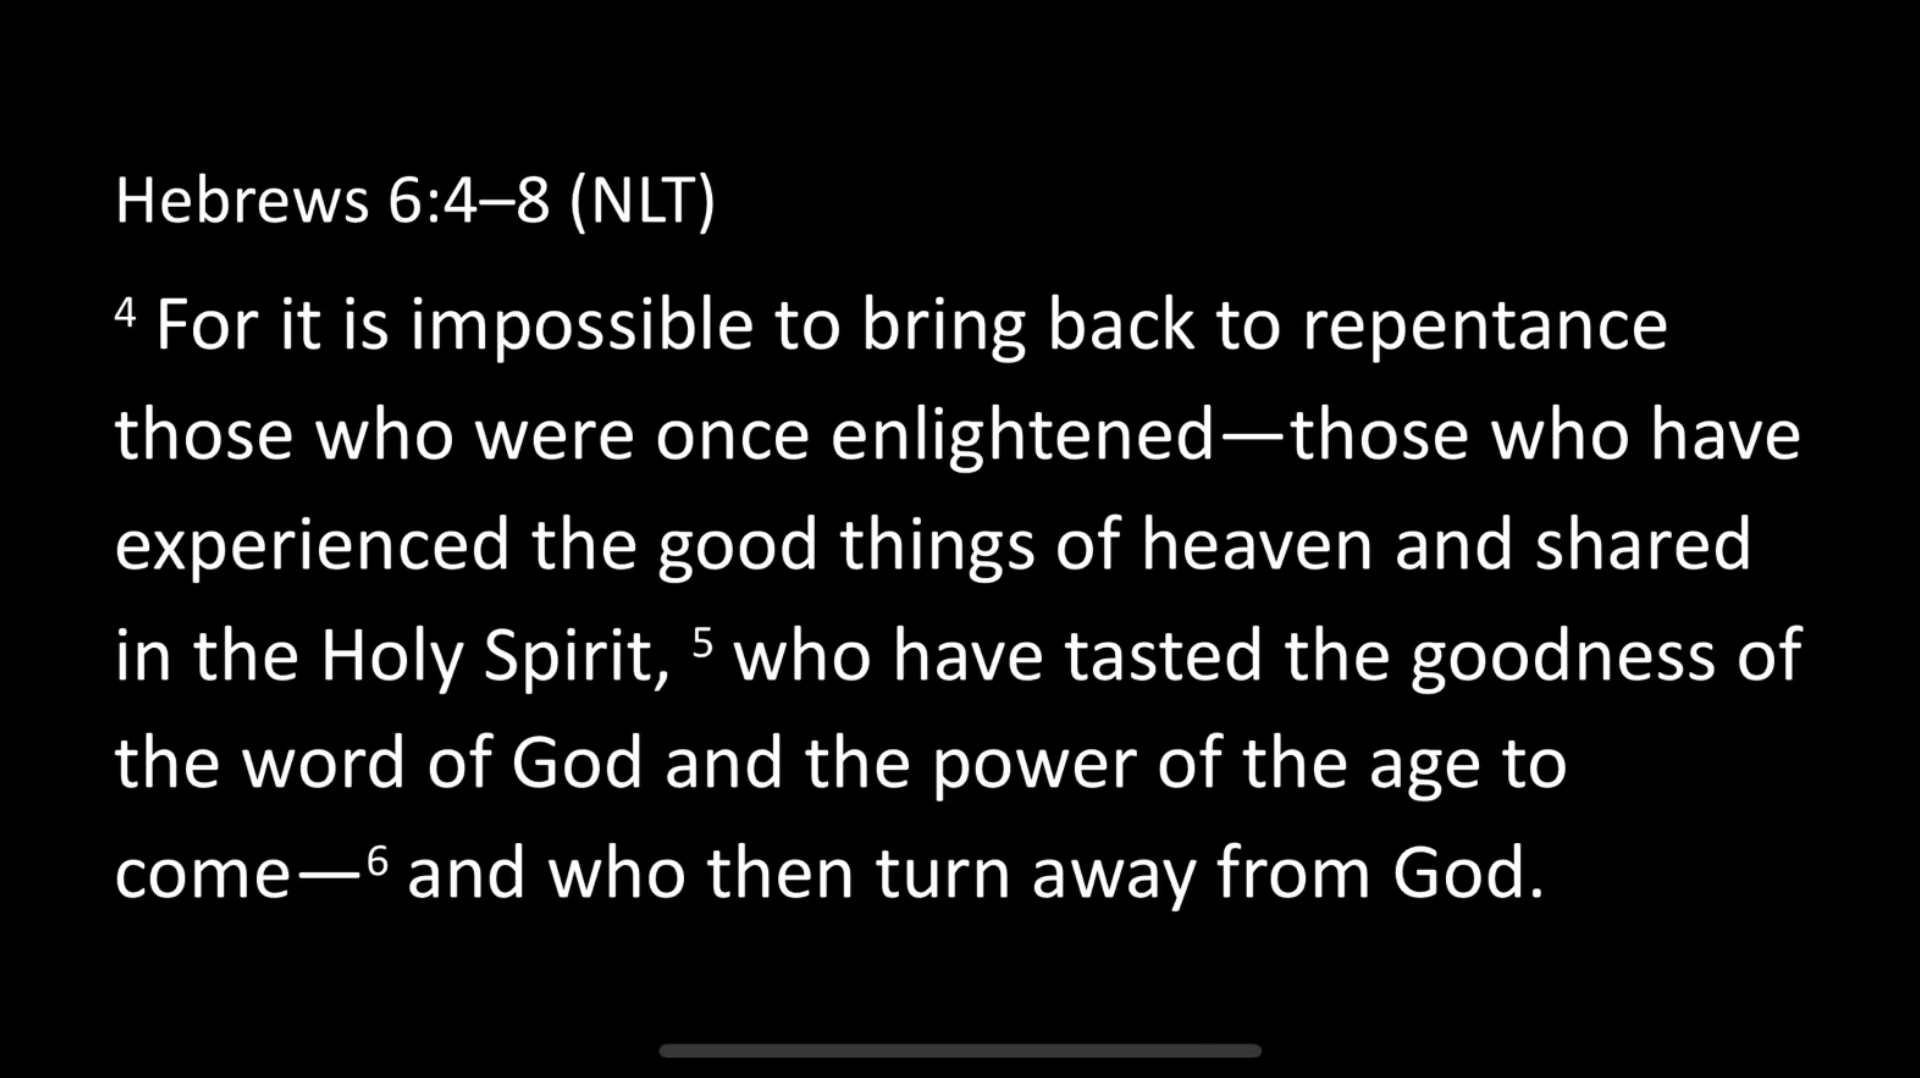 Hebrews 6:4–8 (NLT)
4 For it is impossible to bring back to repentance
those who were once enlightened—those who have
experienced the good things of heaven and shared
in the Holy Spirit, 5 who have tasted the goodness of
the word of God and the power of the age to
come—6 and who then turn away from God.